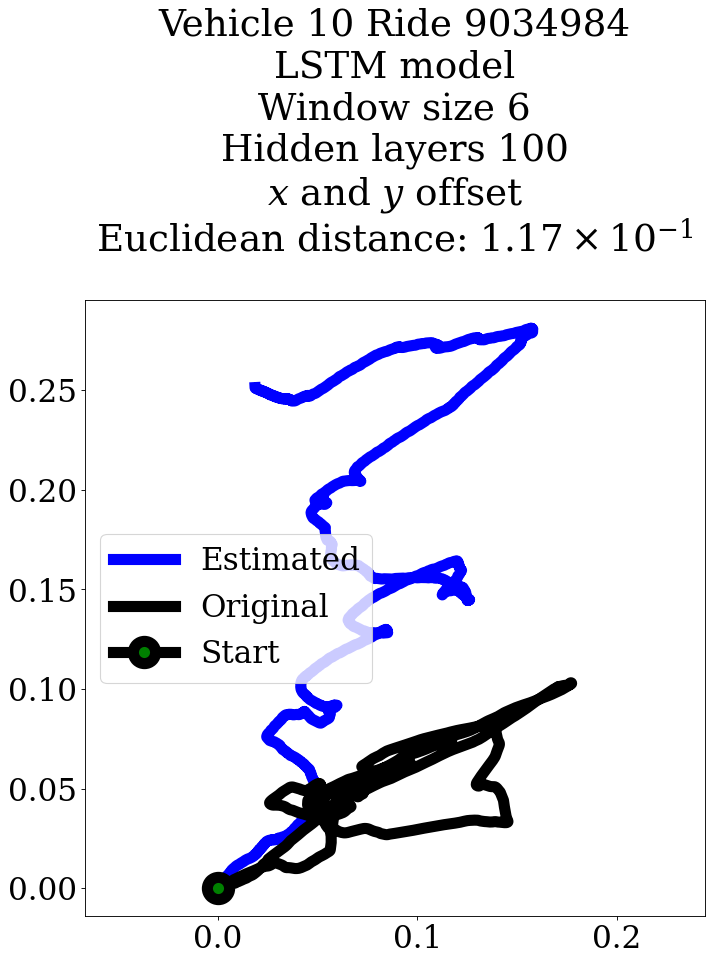 Vehicle 10 Ride 9034984
LSTM model
Window size 6
Hidden layers 100
x and y offset
Euclidean distance: 1.17 × 10⁻¹
0.25
0.20
0.15
0.10
0.05
0.00
Estimated
Original
Start
0.0 0.1 0.2